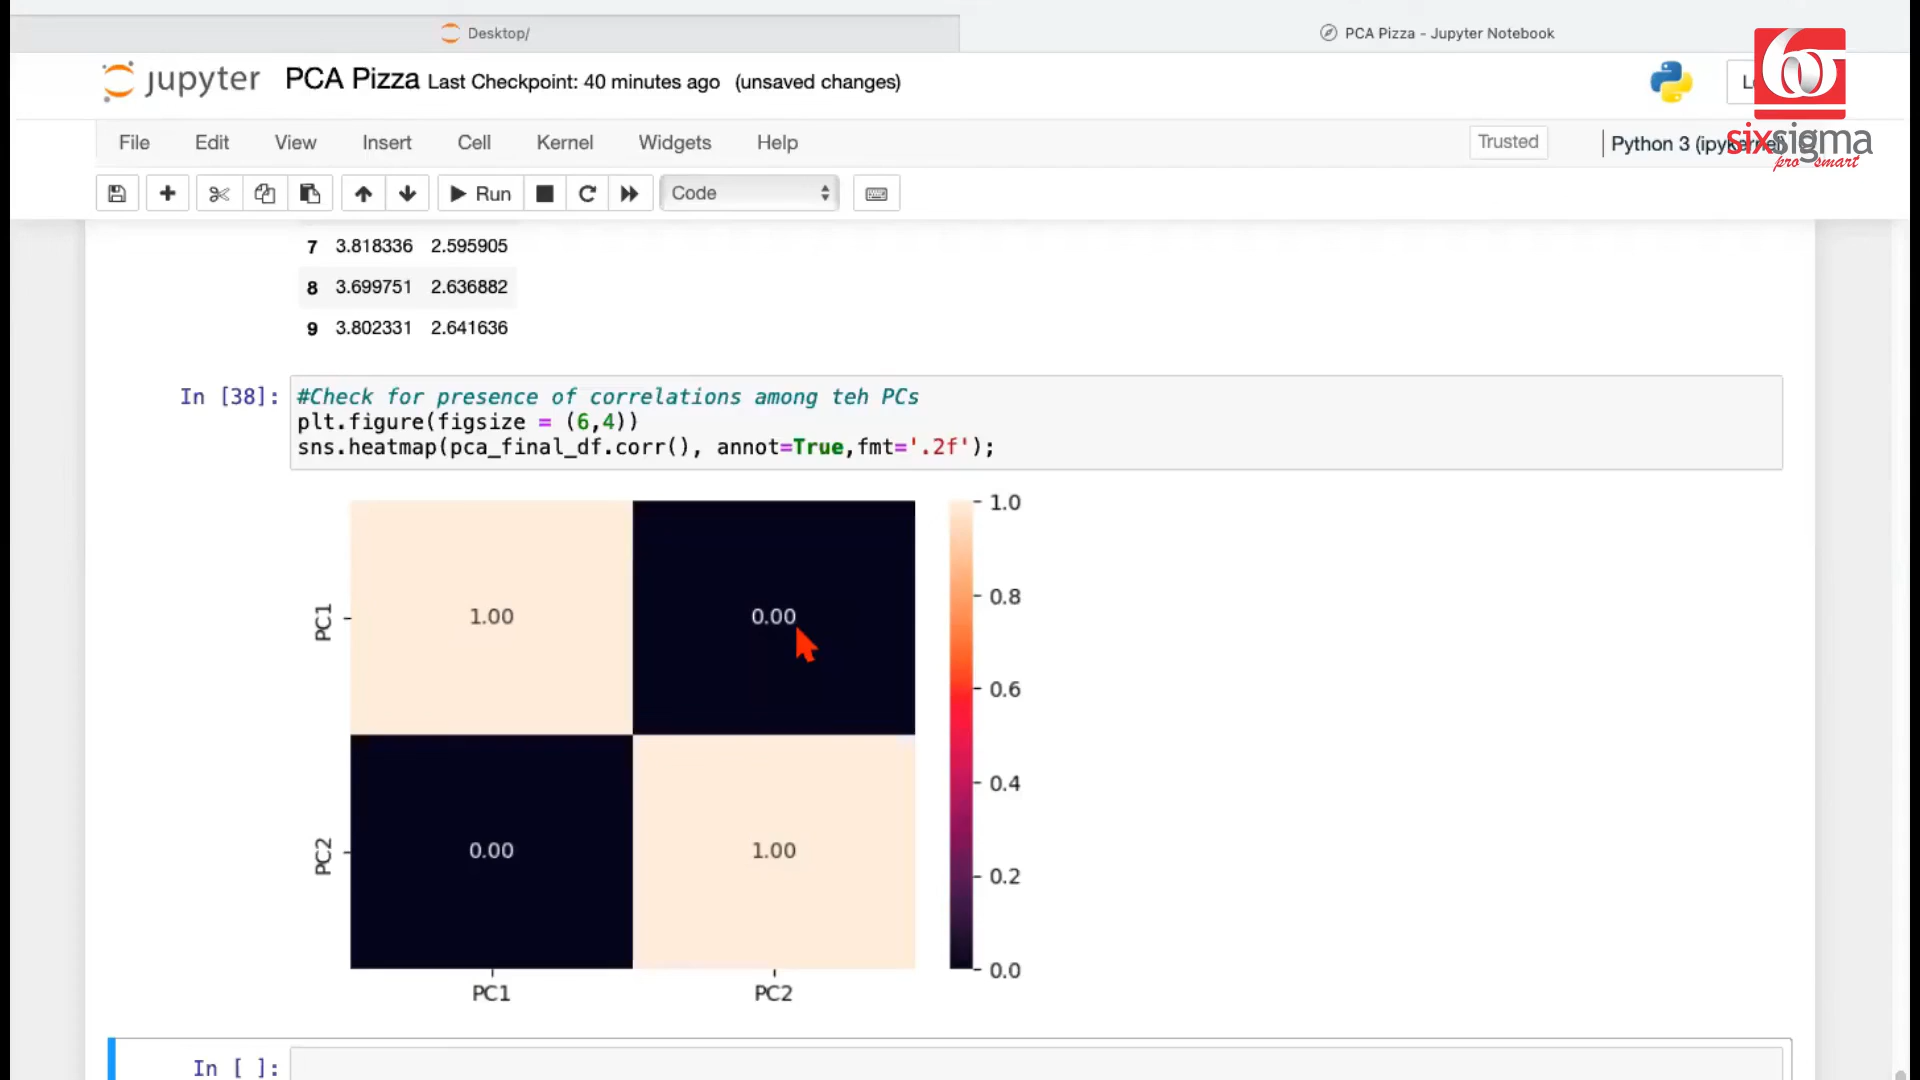 Desktop/
PCA Pizza - Jupyter Notebook
jupyter PCA Pizza Last Checkpoint: 40 minutes ago (unsaved changes)
File Edit View Insert Cell Kernel Widgets Help
Trusted
Python 3
sixsigma
pro smart
Run
Code
7 3.818336 2.595905
8 3.699751 2.636882
9 3.802331 2.641636
In [38]:
#Check for presence of correlations among teh PCs
plt.figure(figsize = (6,4))
sns.heatmap(pca_final_df.corr(), annot=True,fmt='.2f');
1.0
0.8
0.6
0.4
0.2
0.0
PC1
1.00
0.00
PC2
0.00
1.00
PC1
PC2
In [ ]: